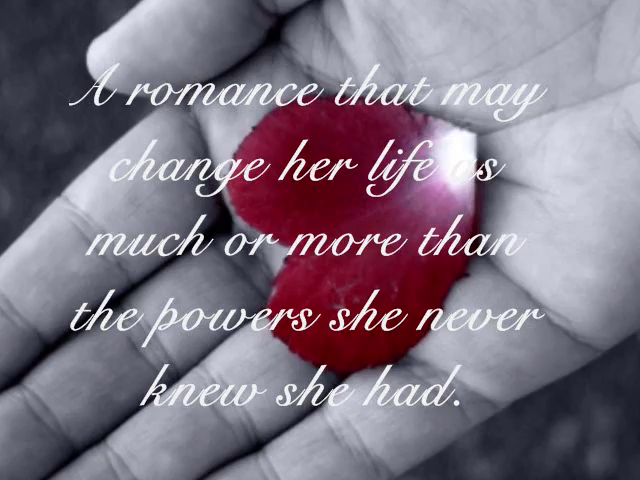 A romance that may
change her life as
much or more than
the powers she never
knew she had.